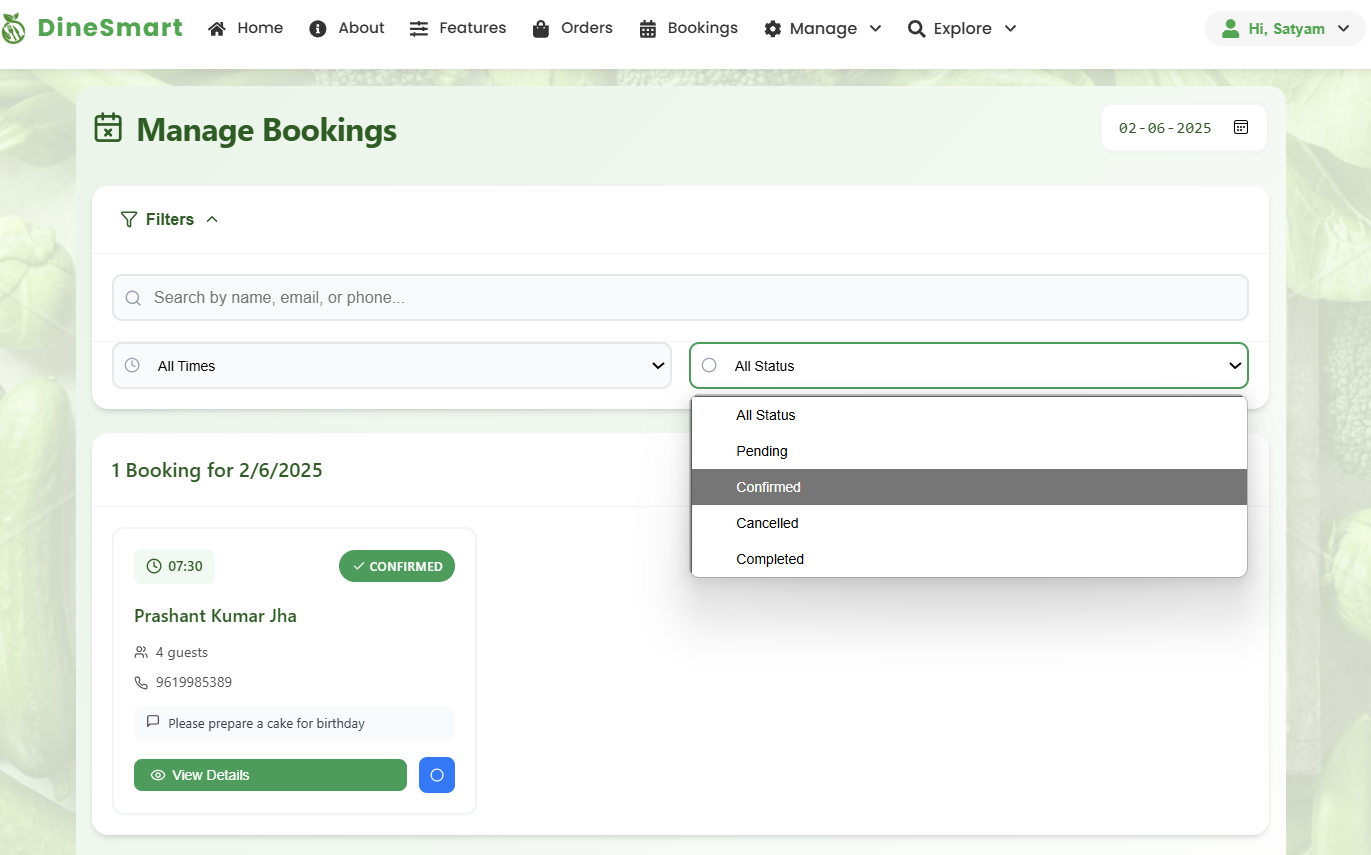 DineSmart Home About Features Orders Bookings Manage Explore Hi, Satyam
Manage Bookings
02-06-2025
Filters
Search by name, email, or phone...
All Times
All Status
All Status
Pending
Confirmed
Cancelled
Completed
1 Booking for 2/6/2025
07:30 CONFIRMED
Prashant Kumar Jha
4 guests
9619985389
Please prepare a cake for birthday
View Details